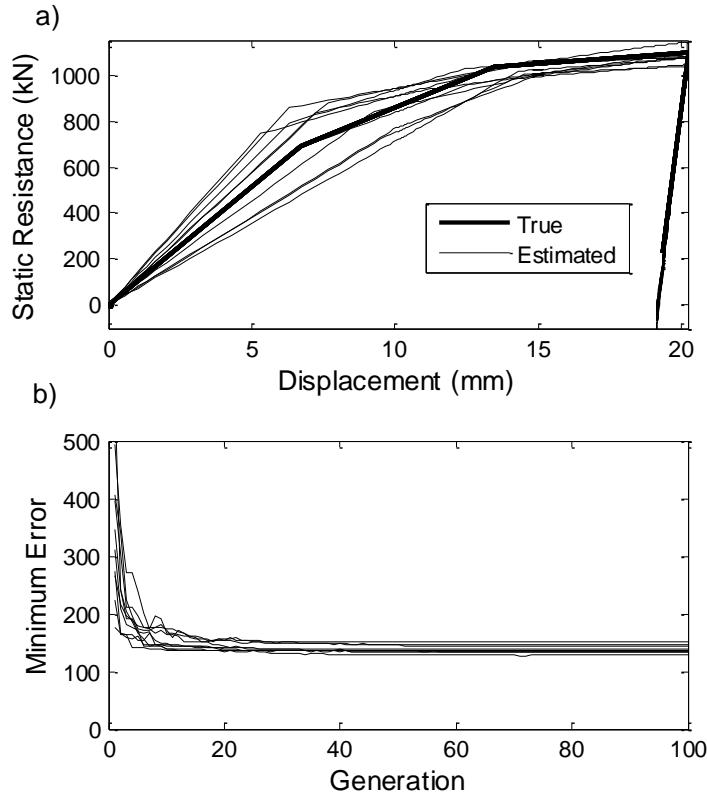 a)
Static Resistance (kN)
1000
800
600
400
200
0
True
Estimated
0 5 10 15 20
Displacement (mm)
b)
Minimum Error
500
400
300
200
100
0
0 20 40 60 80 100
Generation